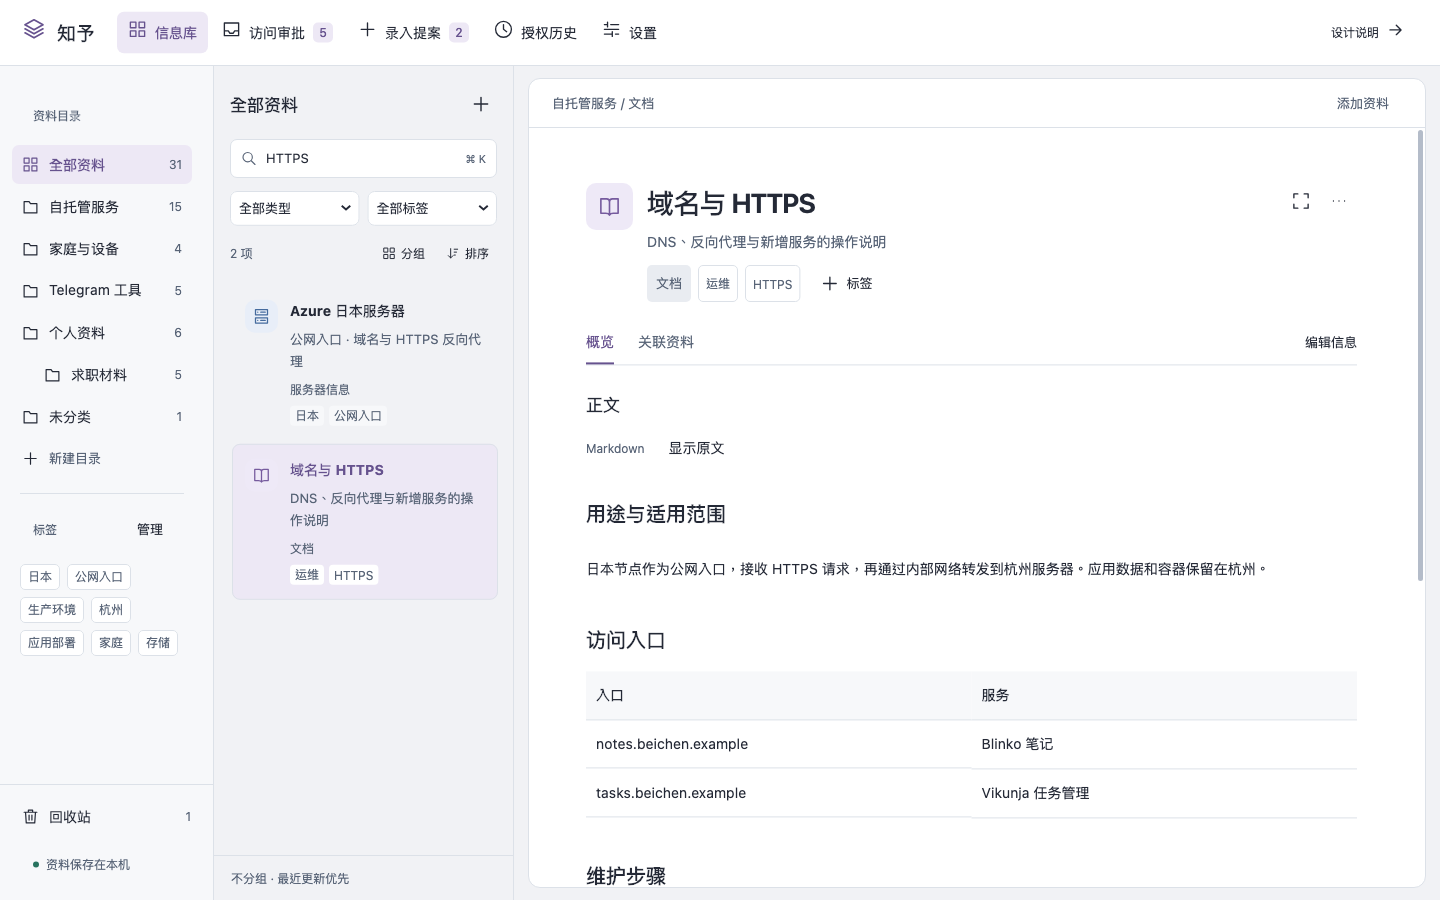 知予
信息库
访问审批 5
录入提案 2
授权历史
设置
设计说明
资料目录
全部资料 31
自托管服务 15
家庭与设备 4
Telegram 工具 5
个人资料 6
求职材料 5
未分类 1
新建目录
标签 管理
日本 公网入口
生产环境 杭州
应用部署 家庭 存储
回收站 1
资料保存在本机
全部资料
HTTPS ⌘ K
全部类型 全部标签
2 项 分组 排序
Azure 日本服务器
公网入口 · 域名与 HTTPS 反向代
理
服务器信息
日本 公网入口
域名与 HTTPS
DNS、反向代理与新增服务的操
作说明
文档
运维 HTTPS
不分组 · 最近更新优先
自托管服务 / 文档 添加资料
域名与 HTTPS
DNS、反向代理与新增服务的操作说明
文档 运维 HTTPS 标签
概览 关联资料 编辑信息
正文
Markdown 显示原文
用途与适用范围
日本节点作为公网入口，接收 HTTPS 请求，再通过内部网络转发到杭州服务器。应用数据和容器保留在杭州。
访问入口
入口 服务
notes.beichen.example Blinko 笔记
tasks.beichen.example Vikunja 任务管理
维护步骤